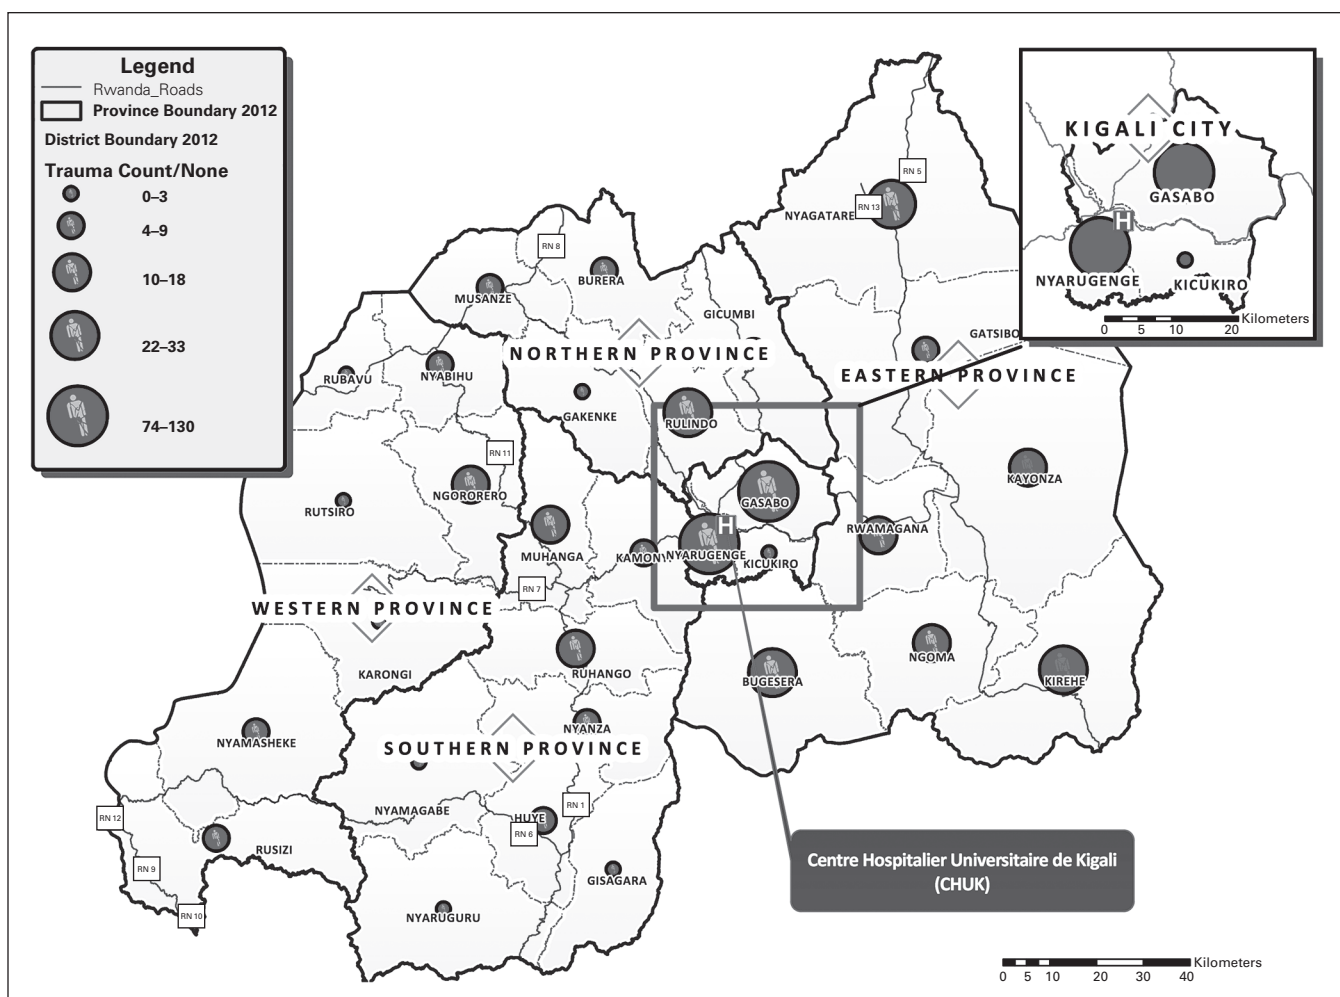 Legend
Rwanda_Roads
Province Boundary 2012
District Boundary 2012
Trauma Count/None
0–3
4–9
10–18
22–33
74–130
KIGALI CITY
GASABO
H
NYARUGENGE
KICUKIRO
0 5 10 20 Kilometers
RN 5
NYAGATARE
RN 13
RN 8
BURERA
MUSANZE
GICUMBI
GATSIBO
NORTHERN PROVINCE
EASTERN PROVINCE
RUBAVU
NYABIHU
GAKENKE
RULINDO
RN 11
KAYONZA
NGORORERO
GASABO
RUTSIRO
H
RWAMAGANA
MUHANGA
KAMONY
NYARUGENGE
KICUKIRO
RN 7
WESTERN PROVINCE
NGOMA
KARONGI
RUHANGO
BUGESERA
KIREHE
NYANZA
NYAMASHEKE
SOUTHERN PROVINCE
RN 1
NYAMAGABE
HUYE
RN 12
RN 6
RUSIZI
RN 9
GISAGARA
NYARUGURU
RN 10
Centre Hospitalier Universitaire de Kigali
(CHUK)
Kilometers
0 5 10 20 30 40